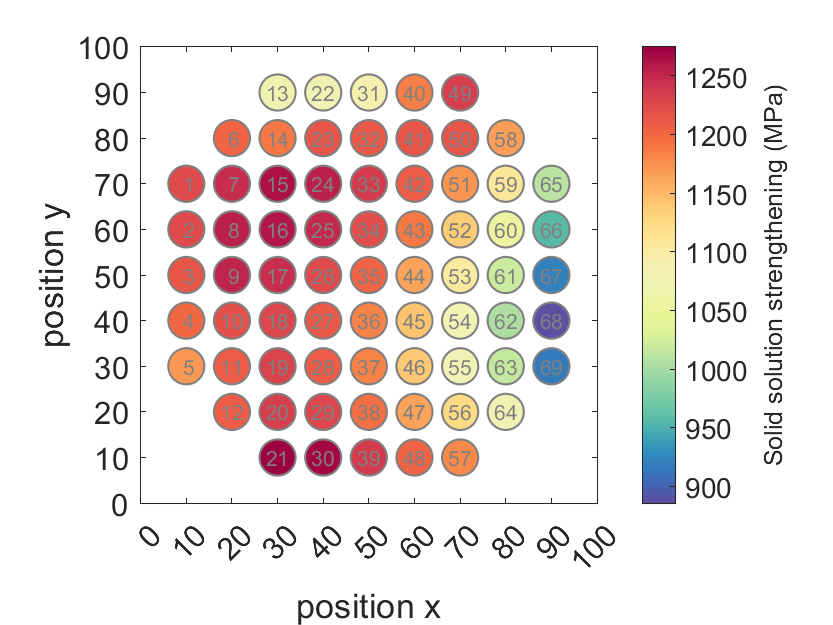 100
90
80
70
60
50
40
30
20
10
0
position y
13 22 31 40 49
6 14 23 32 41 50 58
1 7 15 24 33 42 51 59 65
2 8 16 25 34 43 52 60 66
3 9 17 26 35 44 53 61 67
4 10 18 27 36 45 54 62 68
5 11 19 28 37 46 55 63 69
12 20 29 38 47 56 64
21 30 39 48 57
0 10 20 30 40 50 60 70 80 90 100
position x
1250
1200
1150
1100
1050
1000
950
900
Solid solution strengthening (MPa)